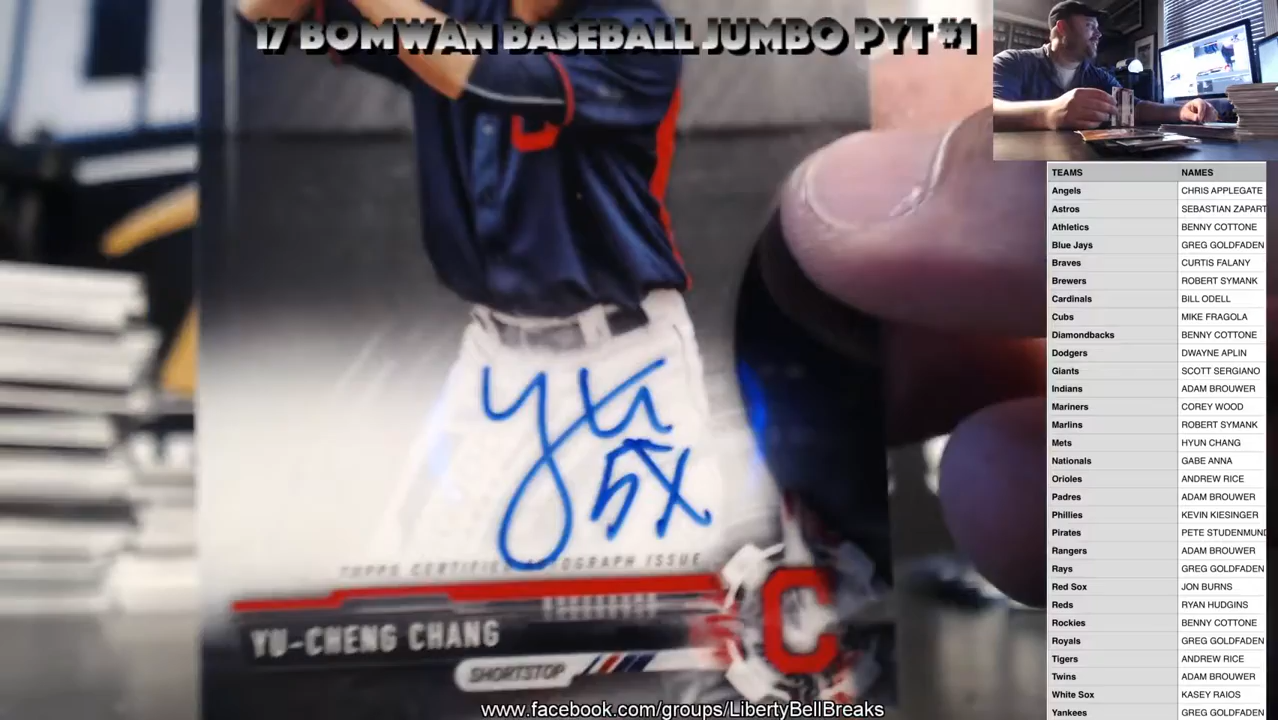 17 BOMWAN BASEBALL JUMBO PYT #1
TOPPS CERTIFIED AUTOGRAPH ISSUE
YU-CHENG CHANG
SHORTSTOP
C
www.facebook.com/groups/LibertyBellBreaks
TEAMS NAMES
Angels CHRIS APPLEGATE
Astros SEBASTIAN ZAPART
Athletics BENNY COTTONE
Blue Jays GREG GOLDFADEN
Braves CURTIS FALANY
Brewers ROBERT SYMANK
Cardinals BILL ODELL
Cubs MIKE FRAGOLA
Diamondbacks BENNY COTTONE
Dodgers DWAYNE APLIN
Giants SCOTT SERGIANO
Indians ADAM BROUWER
Mariners COREY WOOD
Marlins ROBERT SYMANK
Mets HYUN CHANG
Nationals GABE ANNA
Orioles ANDREW RICE
Padres ADAM BROUWER
Phillies KEVIN KIESINGER
Pirates PETE STUDENMUND
Rangers ADAM BROUWER
Rays GREG GOLDFADEN
Red Sox JON BURNS
Reds RYAN HUDGINS
Rockies BENNY COTTONE
Royals GREG GOLDFADEN
Tigers ANDREW RICE
Twins ADAM BROUWER
White Sox KASEY RAIOS
Yankees GREG GOLDFADEN